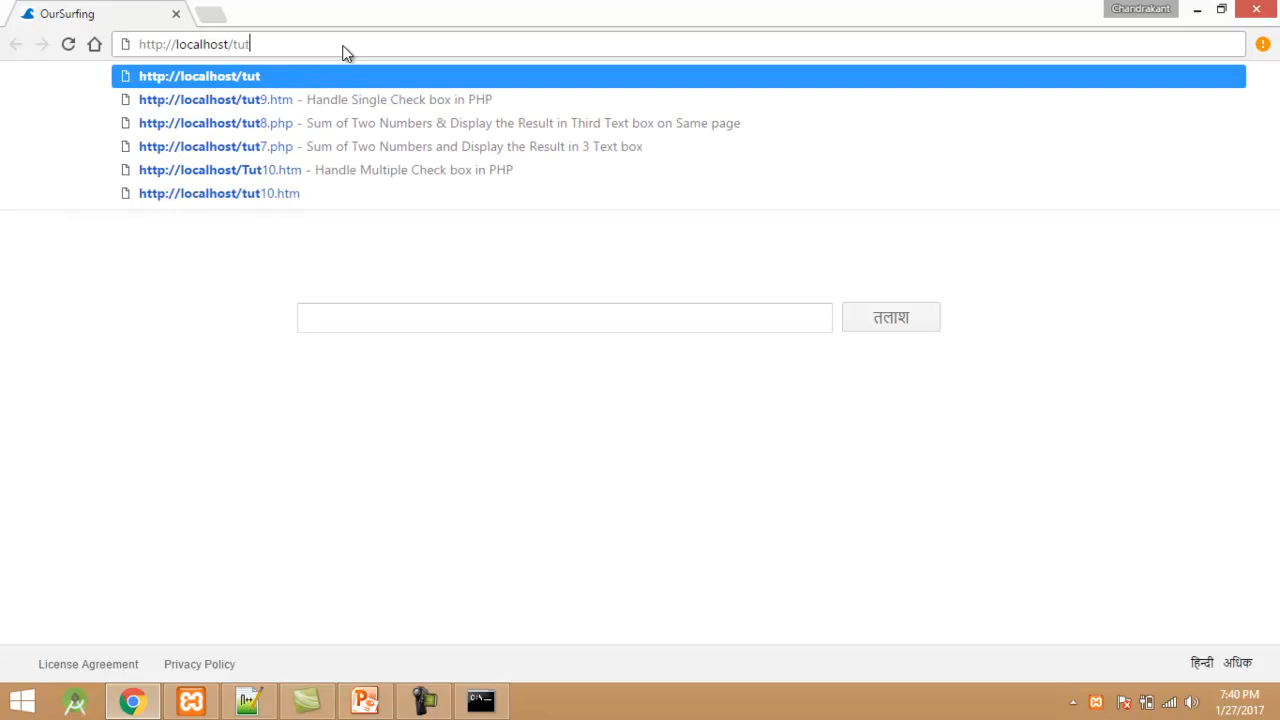 OurSurfing
Chandrakant
http://localhost/tut
http://localhost/tut
http://localhost/tut9.htm - Handle Single Check box in PHP
http://localhost/tut8.php - Sum of Two Numbers & Display the Result in Third Text box on Same page
http://localhost/tut7.php - Sum of Two Numbers and Display the Result in 3 Text box
http://localhost/Tut10.htm - Handle Multiple Check box in PHP
http://localhost/tut10.htm
तलाश
License Agreement Privacy Policy हिन्दी अधिक
7:40 PM
1/27/2017